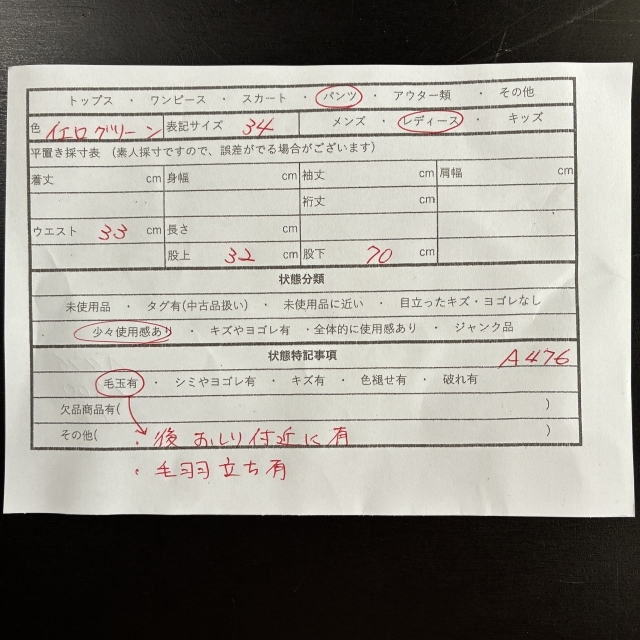 トップス ・ ワンピース ・ スカート ・ パンツ ・ アウター類 ・ その他
色 イエログリーン 表記サイズ 34 メンズ ・ レディース ・ キッズ
平置き採寸表 (素人採寸ですので、誤差がでる場合がございます)
着丈 cm 身幅 cm 袖丈 cm 肩幅 cm
裄丈 cm
ウエスト 33 cm 長さ
股上 32 cm 股下 70 cm
状態分類
未使用品 ・ タグ有(中古品扱い) ・ 未使用品に近い ・ 目立ったキズ・ヨゴレなし
・ 少々使用感あり ・ キズやヨゴレ有 ・全体的に使用感あり ・ ジャンク品
状態特記事項 A476
毛玉有 ・ シミやヨゴレ有 ・ キズ有 ・ 色褪せ有 ・ 破れ有
欠品商品有( )
その他( ・後おしり付近に有 )
・毛羽立ち有